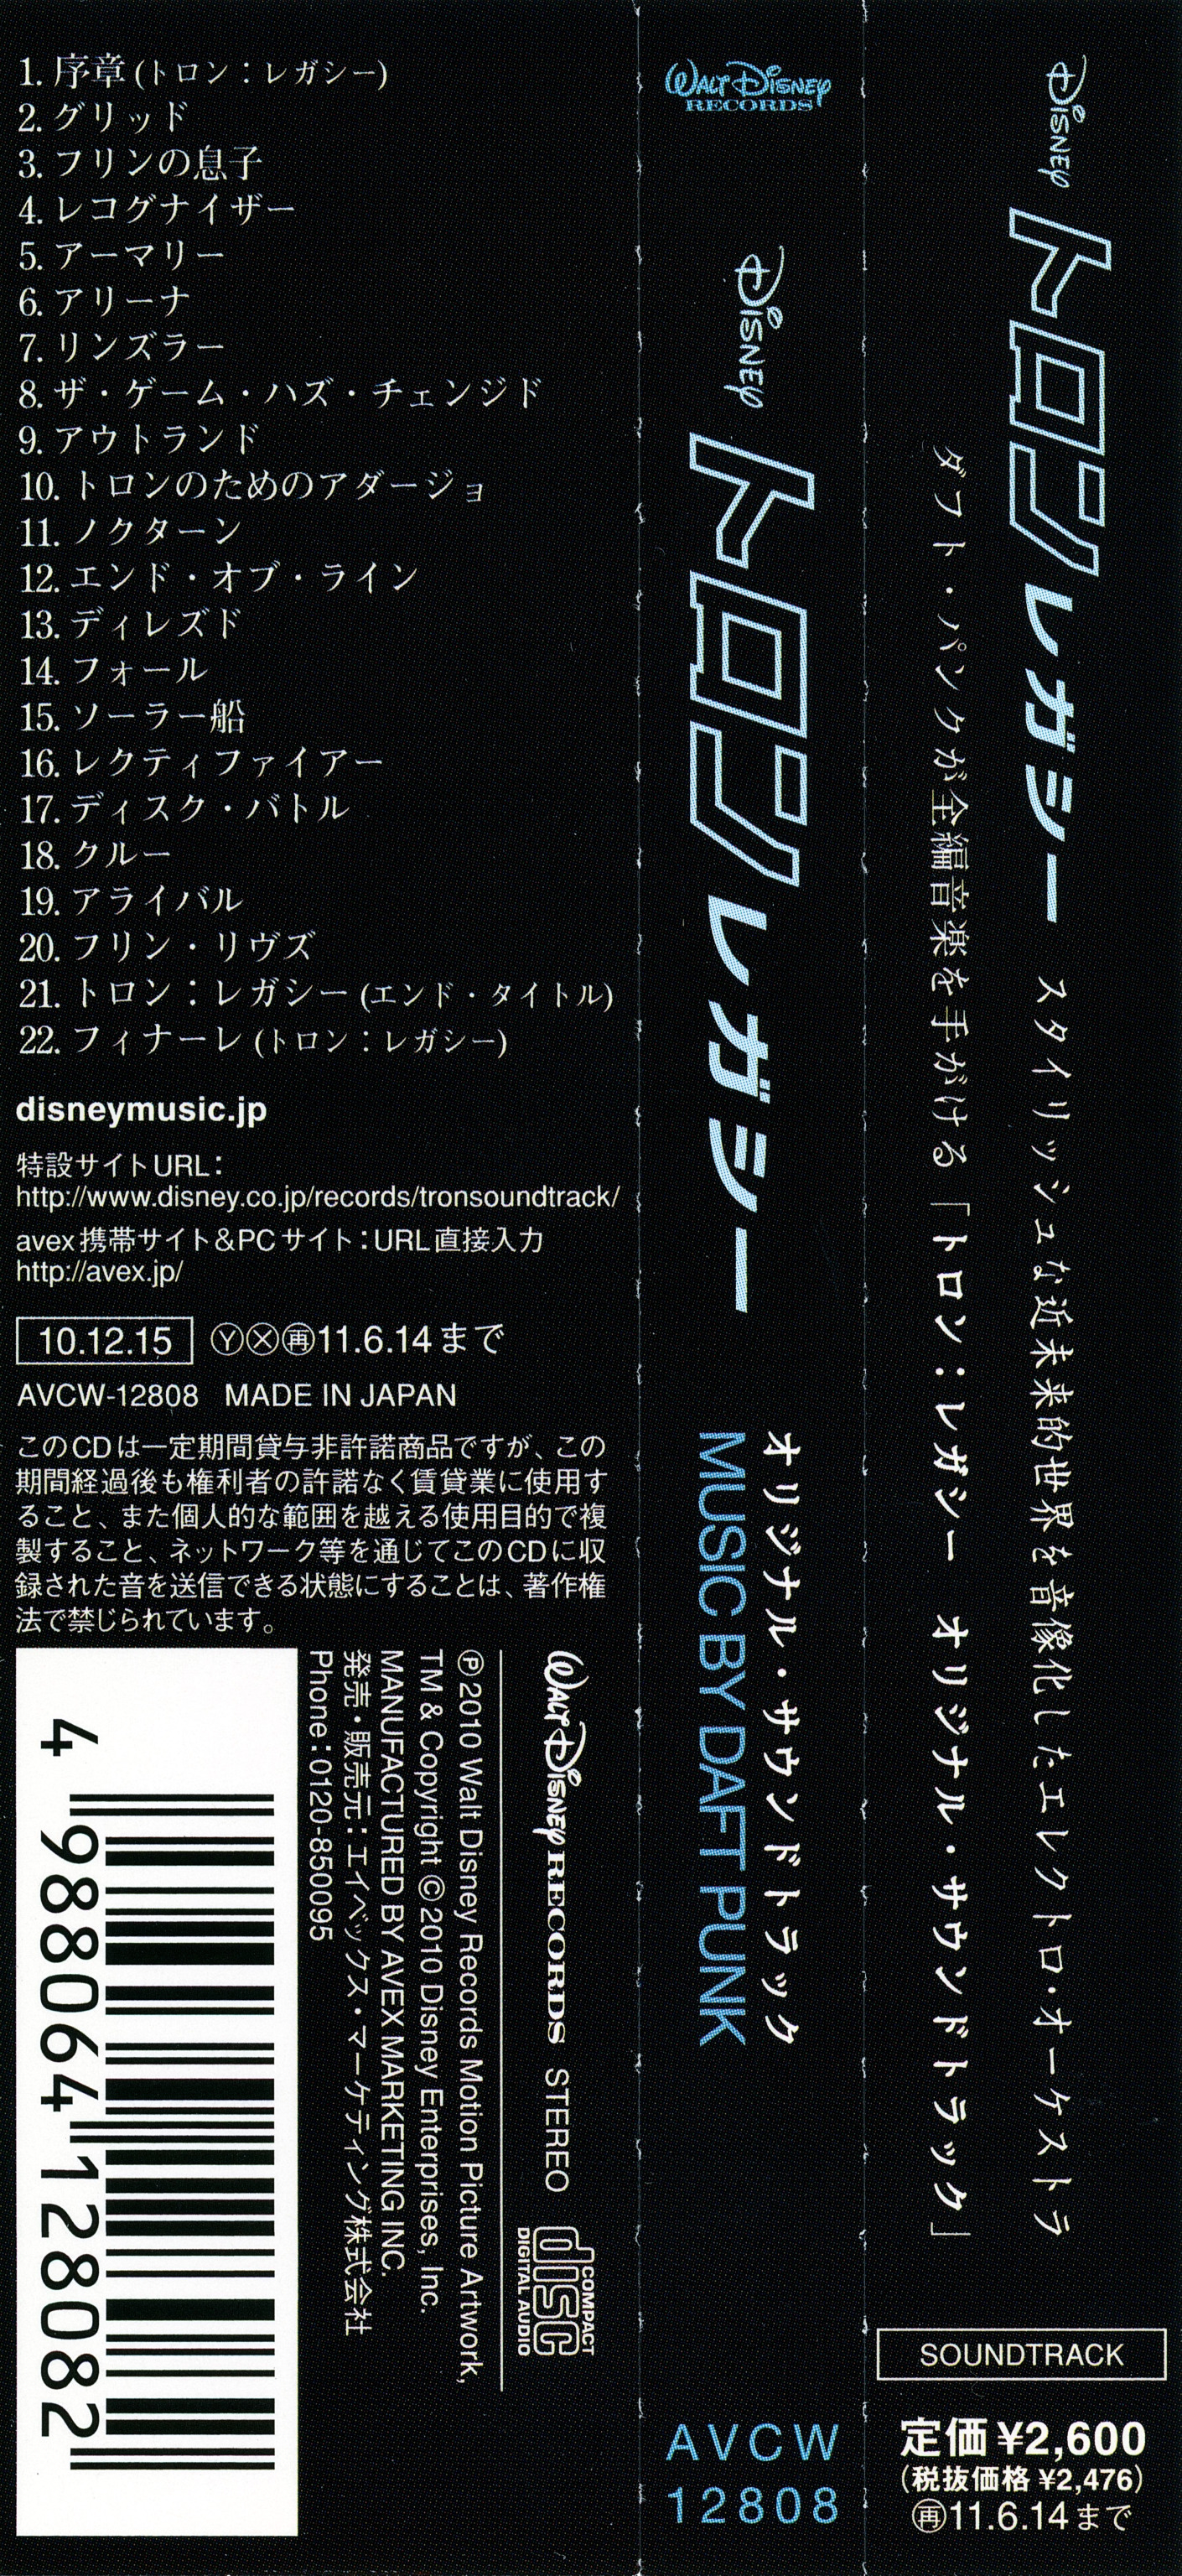 1. 序章 (トロン：レガシー)
2. グリッド
3. フリンの息子
4. レコグナイザー
5. アーマリー
6. アリーナ
7. リンズラー
8. ザ・ゲーム・ハズ・チェンジド
9. アウトランド
10. トロンのためのアダージョ
11. ノクターン
12. エンド・オブ・ライン
13. ディレズド
14. フォール
15. ソーラー船
16. レクティファイアー
17. ディスク・バトル
18. クルー
19. アライバル
20. フリン・リヴズ
21. トロン：レガシー (エンド・タイトル)
22. フィナーレ (トロン：レガシー)
disneymusic.jp
特設サイトURL：
http://www.disney.co.jp/records/tronsoundtrack/
avex携帯サイト＆PCサイト：URL直接入力
http://avex.jp/
10.12.15 ⓎⓍ㊢11.6.14まで
AVCW-12808 MADE IN JAPAN
このCDは一定期間貸与非許諾商品ですが、この
期間経過後も権利者の許諾なく賃貸業に使用す
ること、また個人的な範囲を越える使用目的で複
製すること、ネットワーク等を通じてこのCDに収
録された音を送信できる状態にすることは、著作権
法で禁じられています。
WALT DISNEY RECORDS STEREO
COMPACT
disc
DIGITAL AUDIO
Ⓟ2010 Walt Disney Records Motion Picture Artwork,
TM & Copyright ©2010 Disney Enterprises, Inc.
MANUFACTURED BY AVEX MARKETING INC.
発売・販売元：エイベックス・マーケティング株式会社
Phone：0120-850095
4 988064 128082
WALT DISNEY
RECORDS
DISNEY
トロン レガシー
オリジナル・サウンドトラック
MUSIC BY DAFT PUNK
AVCW
12808
DISNEY
トロン レガシー
スタイリッシュな近未来的世界を音像化したエレクトロ・オーケストラ
ダフト・パンクが全編音楽を手がける「トロン：レガシー オリジナル・サウンドトラック」
SOUNDTRACK
定価 ¥2,600
(税抜価格 ¥2,476)
再11.6.14まで